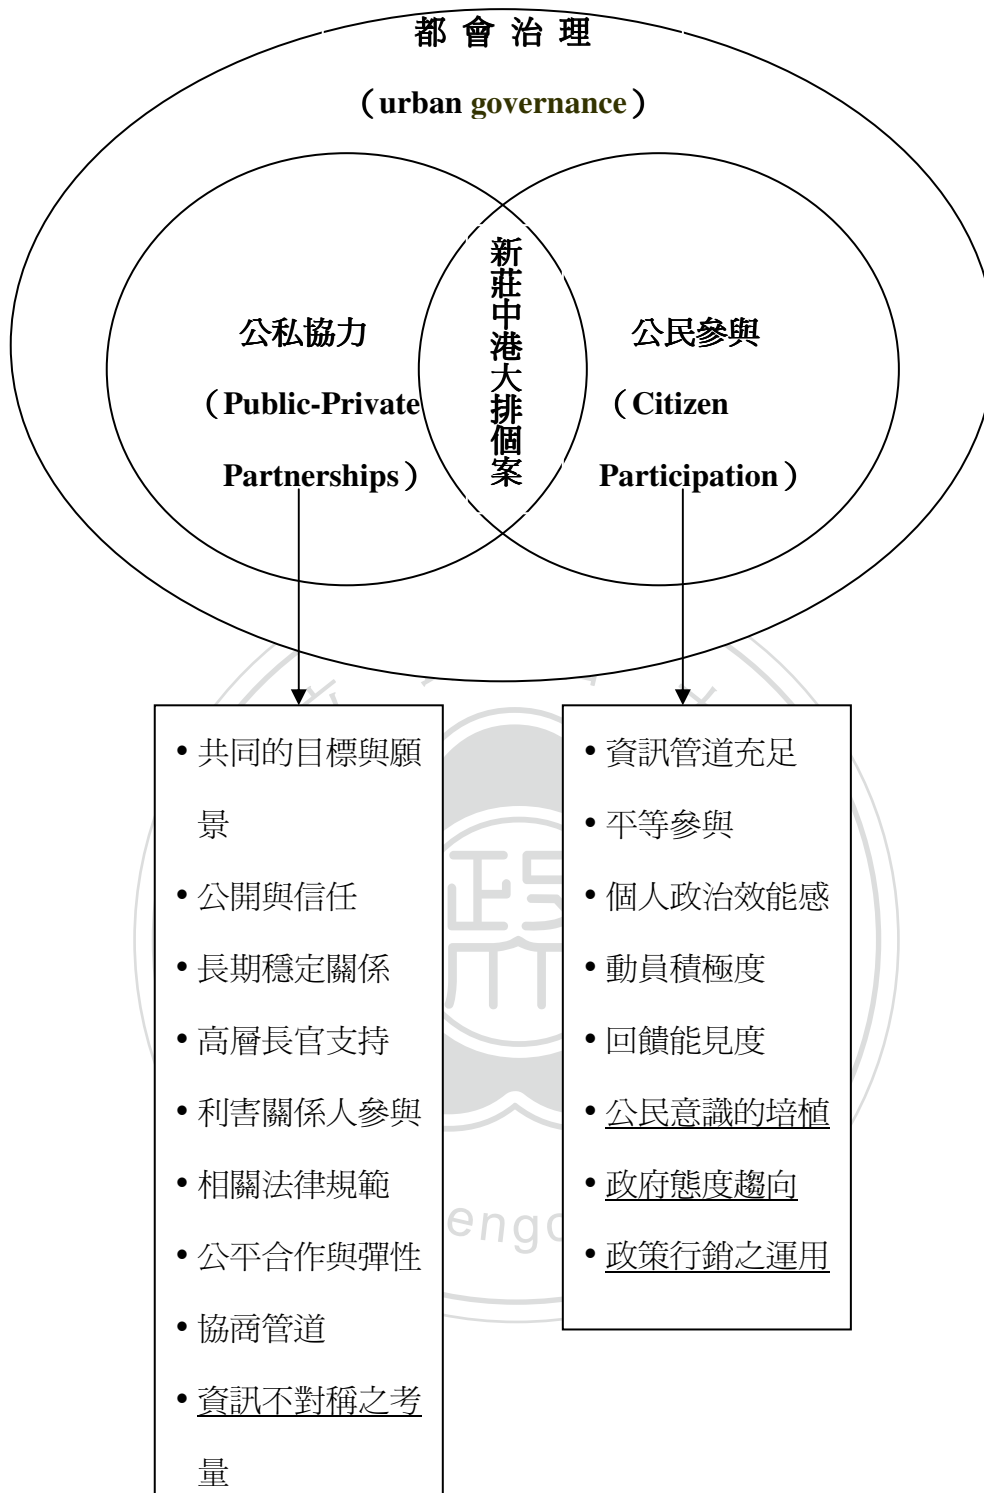 都會治理
（urban governance）
新莊中港大排個案
公私協力
（Public-Private
Partnerships）
公民參與
（Citizen
Participation）
•共同的目標與願
景
•公開與信任
•長期穩定關係
•高層長官支持
•利害關係人參與
•相關法律規範
•公平合作與彈性
•協商管道
•資訊不對稱之考
量
•資訊管道充足
•平等參與
•個人政治效能感
•動員積極度
•回饋能見度
•公民意識的培植
•政府態度趨向
•政策行銷之運用